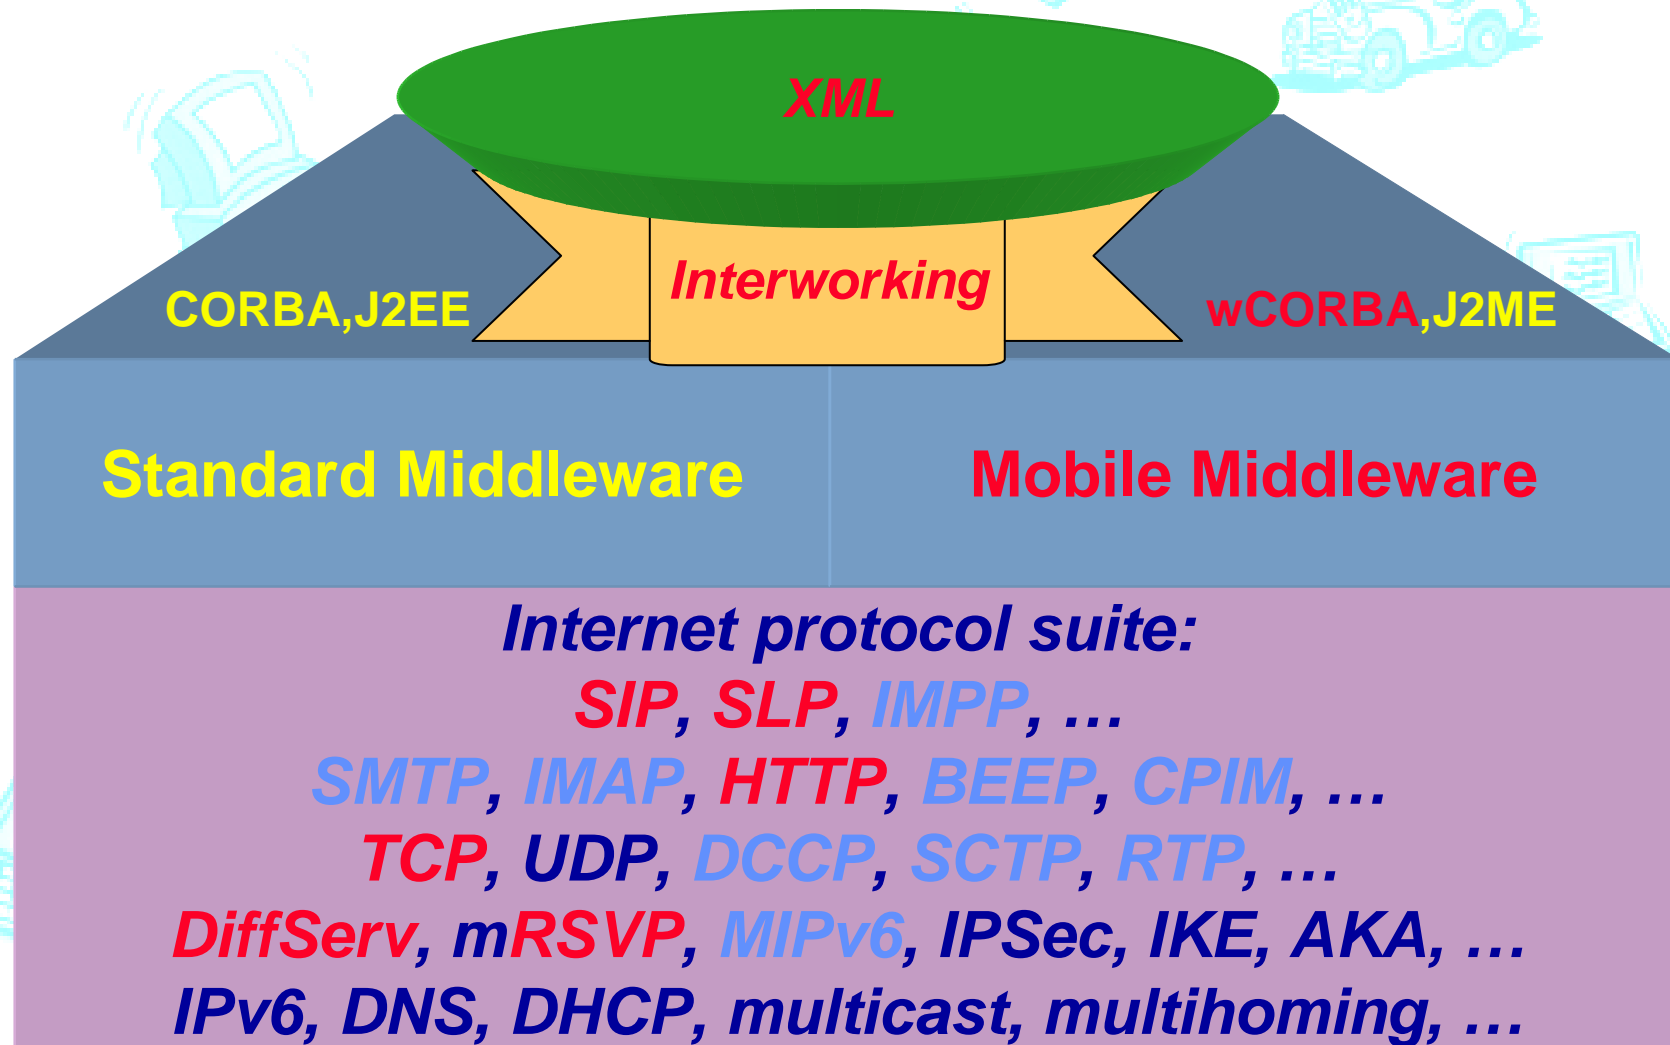 XML
Interworking
CORBA,J2EE
wCORBA,J2ME
Standard Middleware
Mobile Middleware
Internet protocol suite:
SIP, SLP, IMPP, …
SMTP, IMAP, HTTP, BEEP, CPIM, …
TCP, UDP, DCCP, SCTP, RTP, …
DiffServ, mRSVP, MIPv6, IPSec, IKE, AKA, …
IPv6, DNS, DHCP, multicast, multihoming, …